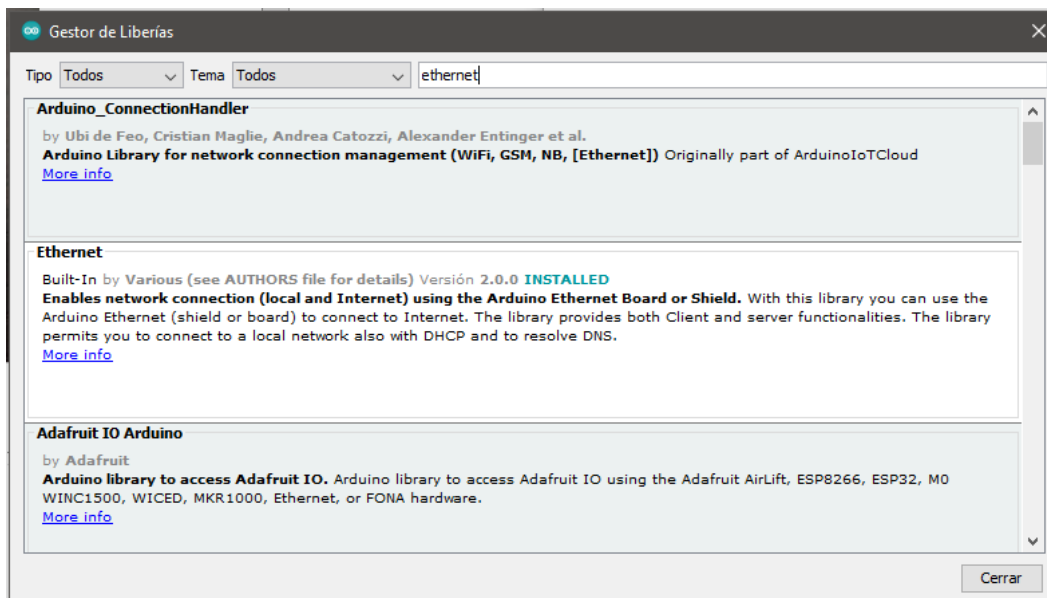 Gestor de Liberías
Tipo Todos Tema Todos ethernet
Arduino_ConnectionHandler
by Ubi de Feo, Cristian Maglie, Andrea Catozzi, Alexander Entinger et al.
Arduino Library for network connection management (WiFi, GSM, NB, [Ethernet]) Originally part of ArduinoIoTCloud
More info
Ethernet
Built-In by Various (see AUTHORS file for details) Versión 2.0.0 INSTALLED
Enables network connection (local and Internet) using the Arduino Ethernet Board or Shield. With this library you can use the
Arduino Ethernet (shield or board) to connect to Internet. The library provides both Client and server functionalities. The library
permits you to connect to a local network also with DHCP and to resolve DNS.
More info
Adafruit IO Arduino
by Adafruit
Arduino library to access Adafruit IO. Arduino library to access Adafruit IO using the Adafruit AirLift, ESP8266, ESP32, M0
WINC1500, WICED, MKR1000, Ethernet, or FONA hardware.
More info
Cerrar